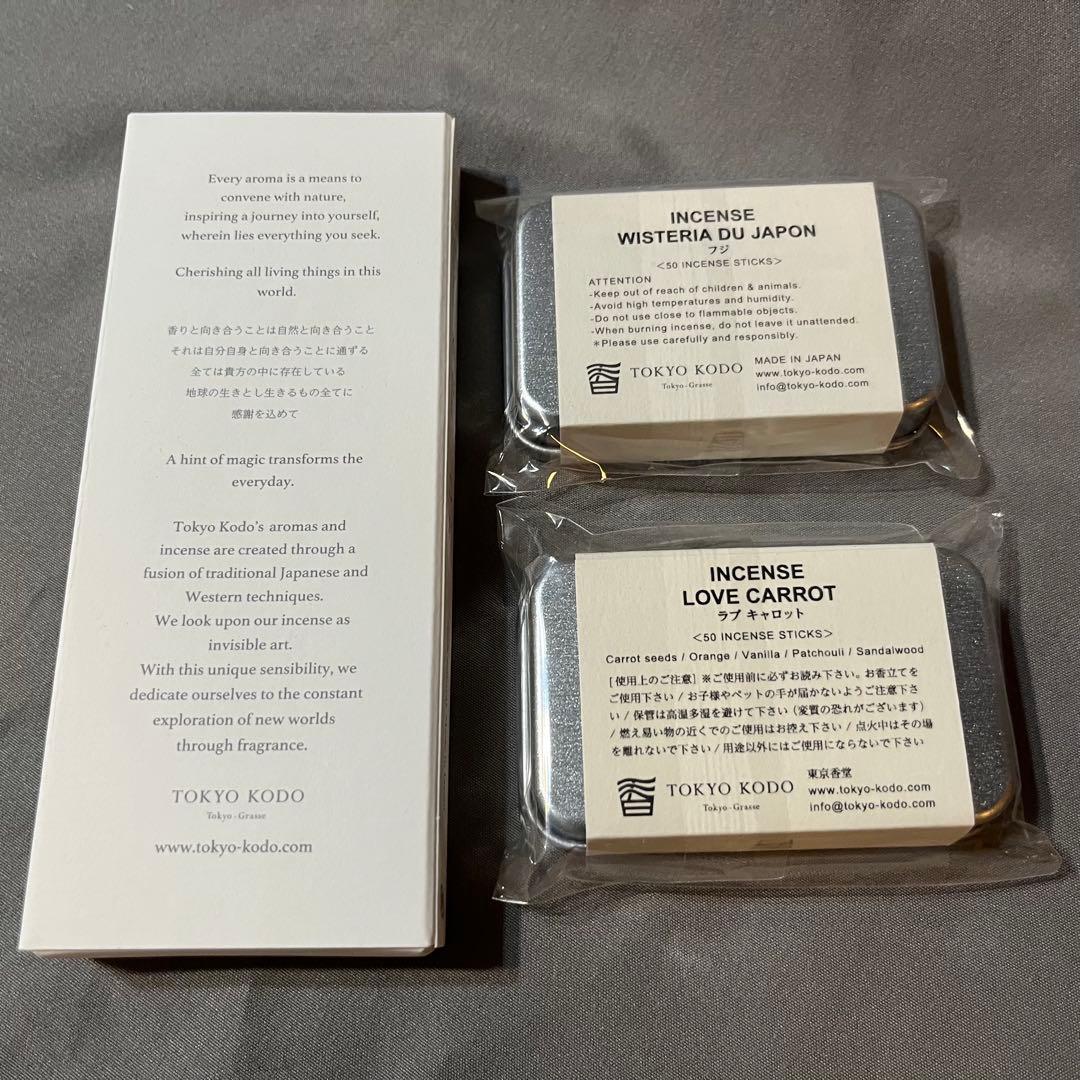 Every aroma is a means to
convene with nature,
inspiring a journey into yourself,
wherein lies everything you seek.
Cherishing all living things in this
world.
香りと向き合うことは自然と向き合うこと
それは自分自身と向き合うことに通ずる
全ては貴方の中に存在している
地球の生きとし生きるもの全てに
感謝を込めて
A hint of magic transforms the
everyday.
Tokyo Kodo's aromas and
incense are created through a
fusion of traditional Japanese and
Western techniques.
We look upon our incense as
invisible art.
With this unique sensibility, we
dedicate ourselves to the constant
exploration of new worlds
through fragrance.
TOKYO KODO
Tokyo - Grasse
www.tokyo-kodo.com
INCENSE
WISTERIA DU JAPON
フジ
<50 INCENSE STICKS>
ATTENTION
-Keep out of reach of children & animals.
-Avoid high temperatures and humidity.
-Do not use close to flammable objects.
-When burning incense, do not leave it unattended.
*Please use carefully and responsibly.
TOKYO KODO
Tokyo - Grasse
MADE IN JAPAN
www.tokyo-kodo.com
info@tokyo-kodo.com
INCENSE
LOVE CARROT
ラブ キャロット
<50 INCENSE STICKS>
Carrot seeds / Orange / Vanilla / Patchouli / Sandalwood
[使用上のご注意] ※ご使用前に必ずお読み下さい。お香立てを
ご使用下さい / お子様やペットの手が届かないようご注意下さ
い / 保管は高温多湿を避けて下さい (変質の恐れがございます)
/ 燃え易い物の近くでのご使用はお控え下さい / 点火中はその場
を離れないで下さい / 用途以外にはご使用にならないで下さい
TOKYO KODO
Tokyo - Grasse
東京香堂
www.tokyo-kodo.com
info@tokyo-kodo.com